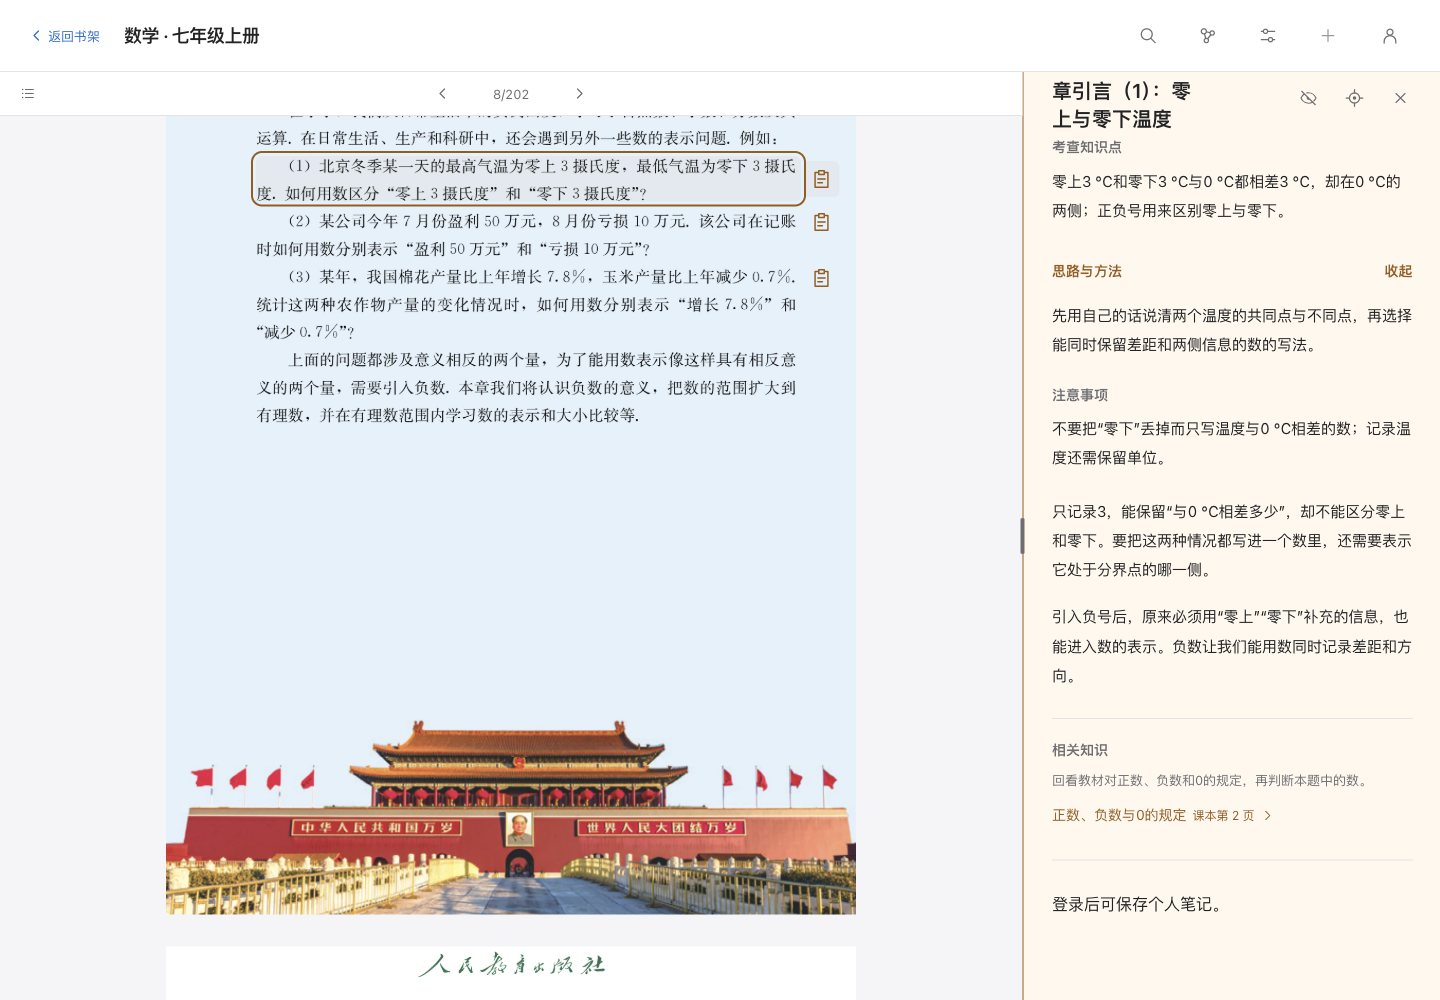 返回书架
数学 · 七年级上册
8/202
运算. 在日常生活、生产和科研中，还会遇到另外一些数的表示问题. 例如：
（1）北京冬季某一天的最高气温为零上 3 摄氏度，最低气温为零下 3 摄氏
度. 如何用数区分“零上 3 摄氏度”和“零下 3 摄氏度”?
（2）某公司今年 7 月份盈利 50 万元，8 月份亏损 10 万元. 该公司在记账
时如何用数分别表示“盈利 50 万元”和“亏损 10 万元”?
（3）某年，我国棉花产量比上年增长 7.8%，玉米产量比上年减少 0.7%.
统计这两种农作物产量的变化情况时，如何用数分别表示“增长 7.8%”和
“减少 0.7%”?
上面的问题都涉及意义相反的两个量，为了能用数表示像这样具有相反意
义的两个量，需要引入负数. 本章我们将认识负数的意义，把数的范围扩大到
有理数，并在有理数范围内学习数的表示和大小比较等.
中华人民共和国万岁
世界人民大团结万岁
人民教育出版社
章引言（1）：零
上与零下温度
考查知识点
零上3 °C和零下3 °C与0 °C都相差3 °C，却在0 °C的
两侧；正负号用来区别零上与零下。
思路与方法
收起
先用自己的话说清两个温度的共同点与不同点，再选择
能同时保留差距和两侧信息的数的写法。
注意事项
不要把“零下”丢掉而只写温度与0 °C相差的数；记录温
度还需保留单位。
只记录3，能保留“与0 °C相差多少”，却不能区分零上
和零下。要把这两种情况都写进一个数里，还需要表示
它处于分界点的哪一侧。
引入负号后，原来必须用“零上”“零下”补充的信息，也
能进入数的表示。负数让我们能用数同时记录差距和方
向。
相关知识
回看教材对正数、负数和0的规定，再判断本题中的数。
正数、负数与0的规定 课本第 2 页
登录后可保存个人笔记。